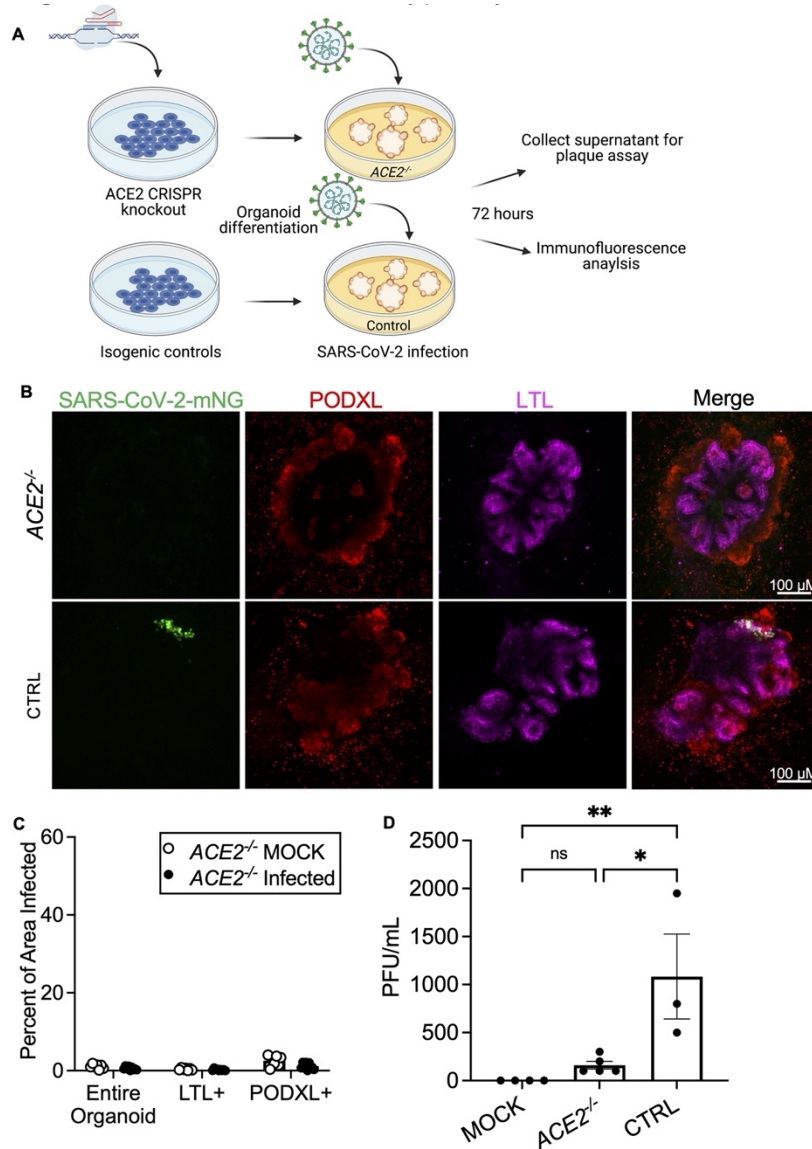 A
ACE2 CRISPR
knockout
Isogenic controls
Organoid
differentiation
ACE2-/-
Control
SARS-CoV-2 infection
72 hours
Collect supernatant for
plaque assay
Immunofluorescence
anaylsis
B
SARS-CoV-2-mNG PODXL LTL Merge
ACE2-/-
100 µM
CTRL
100 µM
C
Percent of Area Infected
60
40
20
0
ACE2-/- MOCK
ACE2-/- Infected
Entire
Organoid
LTL+
PODXL+
D
PFU/mL
2500
2000
1500
1000
500
0
**
ns
*
MOCK
ACE2-/-
CTRL